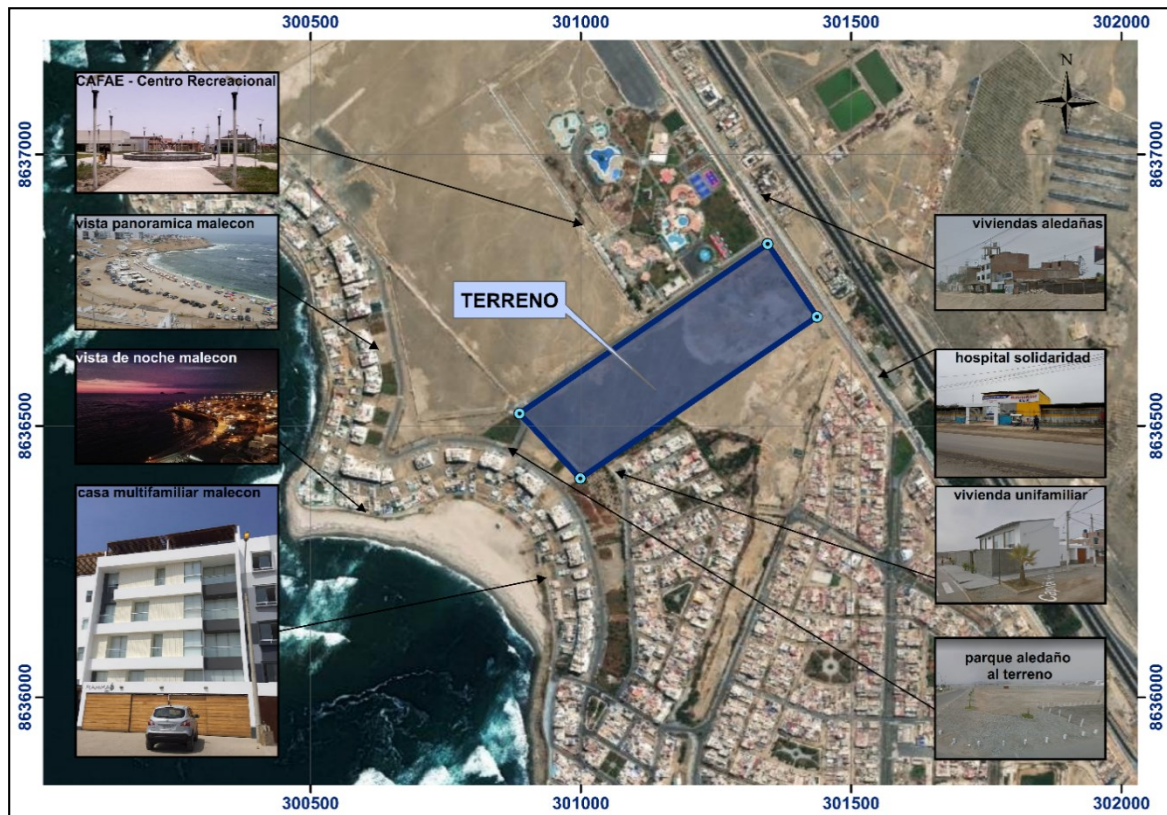 300500
301000
301500
302000
N
8637000
8637000
CAFAE - Centro Recreacional
vista panoramica malecon
viviendas aledañas
TERRENO
vista de noche malecon
hospital solidaridad
8636500
8636500
casa multifamiliar malecon
vivienda unifamiliar
parque aledaño
al terreno
8636000
8636000
300500
301000
301500
302000